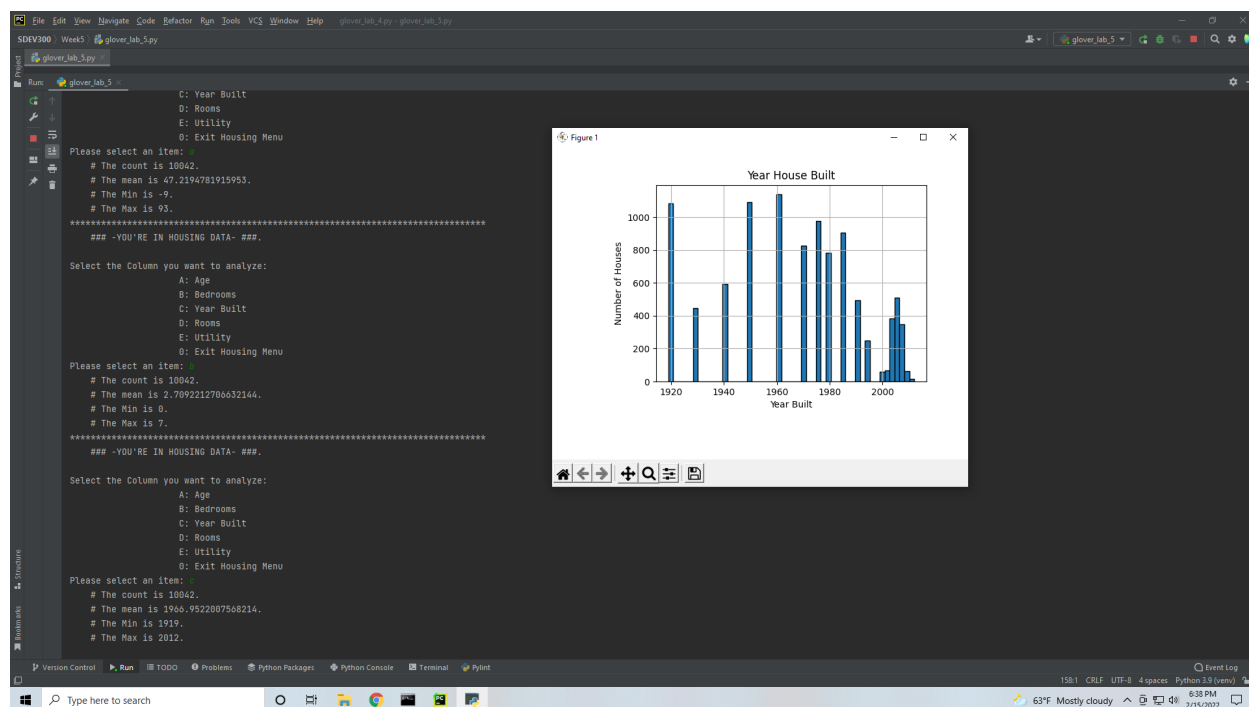 File Edit View Navigate Code Refactor Run Tools VCS Window Help glover_lab_4.py - glover_lab_5.py
SDEV300 Week5 glover_lab_5.py
glover_lab_5
glover_lab_5.py
Project
Run: glover_lab_5
C: Year Built
D: Rooms
E: Utility
0: Exit Housing Menu
Please select an item: a
# The count is 10042.
# The mean is 47.2194781915953.
# The Min is -9.
# The Max is 93.
********************************************************************************
### -YOU'RE IN HOUSING DATA- ###.
Select the Column you want to analyze:
A: Age
B: Bedrooms
C: Year Built
D: Rooms
E: Utility
0: Exit Housing Menu
Please select an item: b
# The count is 10042.
# The mean is 2.7092212706632144.
# The Min is 0.
# The Max is 7.
********************************************************************************
### -YOU'RE IN HOUSING DATA- ###.
Select the Column you want to analyze:
A: Age
B: Bedrooms
C: Year Built
D: Rooms
E: Utility
0: Exit Housing Menu
Please select an item: c
# The count is 10042.
# The mean is 1966.9522007568214.
# The Min is 1919.
# The Max is 2012.
Figure 1
Year House Built
Number of Houses
1000
800
600
400
200
0
1920 1940 1960 1980 2000
Year Built
Structure
Bookmarks
Version Control Run TODO Problems Python Packages Python Console Terminal Pylint Event Log
158:1 CRLF UTF-8 4 spaces Python 3.9 (venv)
Type here to search
63°F Mostly cloudy
6:38 PM
2/15/2022